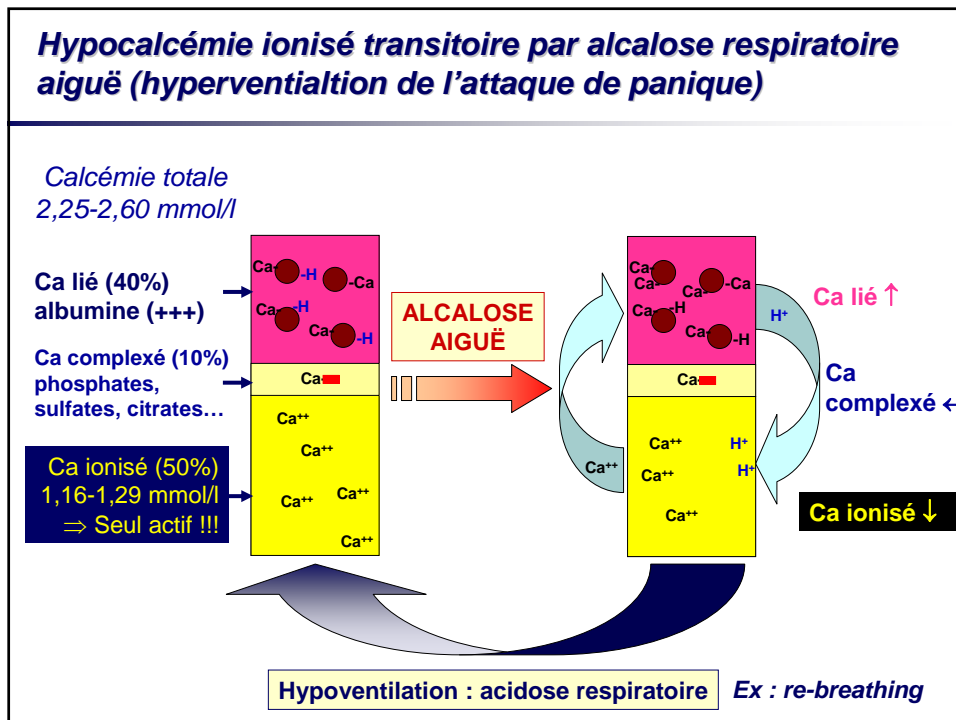 Hypocalcémie ionisé transitoire par alcalose respiratoire
aiguë (hyperventialtion de l'attaque de panique)
Calcémie totale
2,25-2,60 mmol/l
Ca lié (40%)
albumine (+++)
Ca complexé (10%)
phosphates,
sulfates, citrates…
Ca ionisé (50%)
1,16-1,29 mmol/l
⇒ Seul actif !!!
Ca-
-H
-Ca
Ca-
-H
Ca-
-H
Ca-
Ca⁺⁺
Ca⁺⁺
Ca⁺⁺
Ca⁺⁺
Ca⁺⁺
ALCALOSE
AIGUË
Ca-
Ca-
-Ca
Ca-
Ca-
-H
Ca-
-H
Ca-
Ca⁺⁺
H⁺
Ca⁺⁺
H⁺
Ca⁺⁺
Ca⁺⁺
H⁺
Ca lié ↑
Ca
complexé ←
Ca ionisé ↓
Hypoventilation : acidose respiratoire
Ex : re-breathing